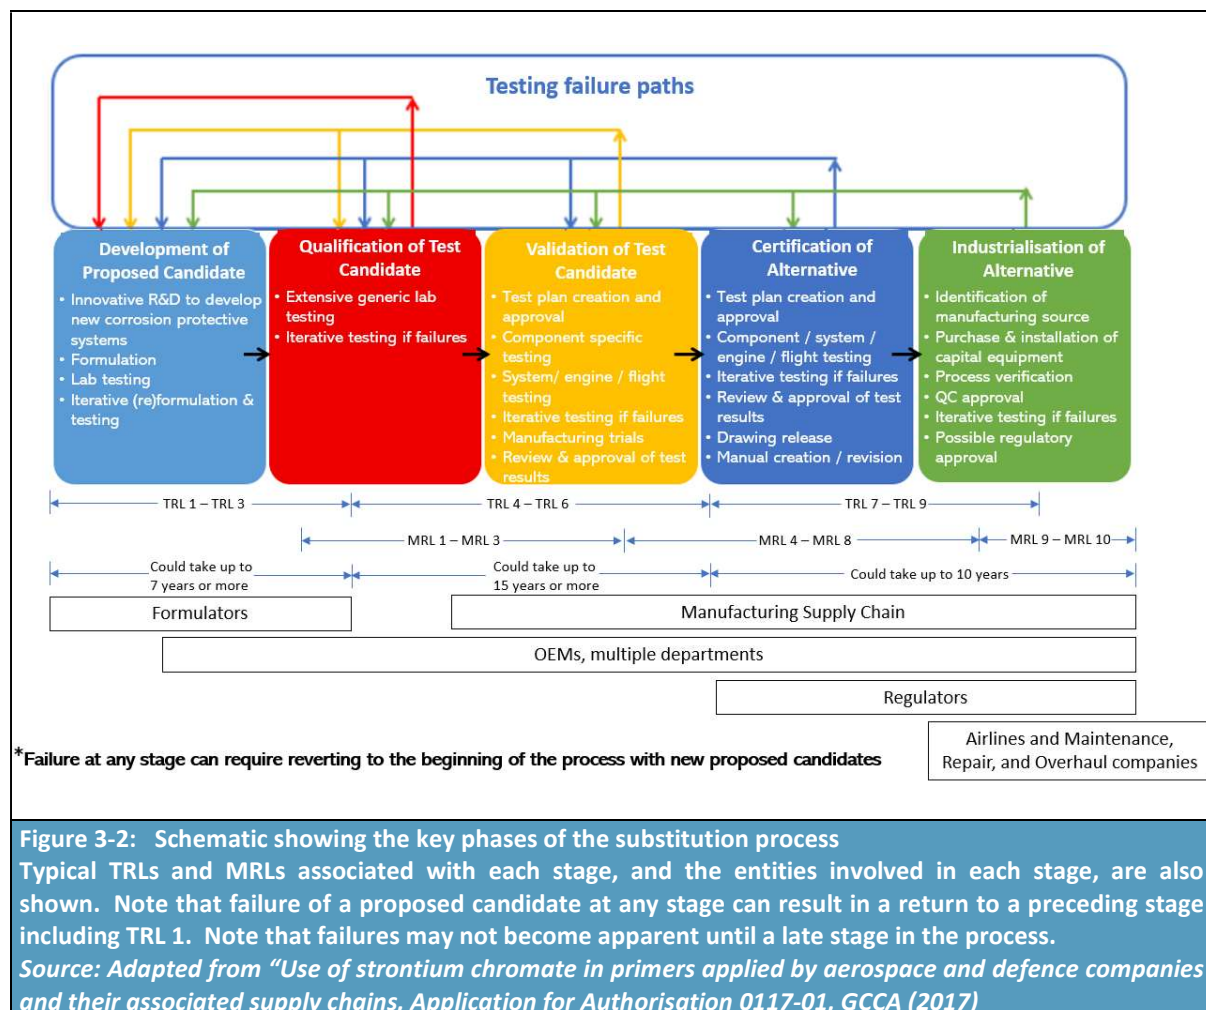 Testing failure paths
Development of
Proposed Candidate
• Innovative R&D to develop
new corrosion protective
systems
• Formulation
• Lab testing
• Iterative (re)formulation &
testing
Qualification of Test
Candidate
• Extensive generic lab
testing
• Iterative testing if failures
Validation of Test
Candidate
• Test plan creation and
approval
• Component specific
testing
• System/ engine / flight
testing
• Iterative testing if failures
• Manufacturing trials
• Review & approval of test
results
Certification of
Alternative
• Test plan creation and
approval
• Component / system /
engine / flight testing
• Iterative testing if failures
• Review & approval of test
results
• Drawing release
• Manual creation / revision
Industrialisation of
Alternative
• Identification of
manufacturing source
• Purchase & installation of
capital equipment
• Process verification
• QC approval
• Iterative testing if failures
• Possible regulatory
approval
TRL 1 – TRL 3
TRL 4 – TRL 6
TRL 7 – TRL 9
MRL 1 – MRL 3
MRL 4 – MRL 8
MRL 9 – MRL 10
Could take up to
7 years or more
Could take up to
15 years or more
Could take up to 10 years
Formulators
Manufacturing Supply Chain
OEMs, multiple departments
Regulators
Airlines and Maintenance,
Repair, and Overhaul companies
*Failure at any stage can require reverting to the beginning of the process with new proposed candidates
Figure 3-2: Schematic showing the key phases of the substitution process
Typical TRLs and MRLs associated with each stage, and the entities involved in each stage, are also
shown. Note that failure of a proposed candidate at any stage can result in a return to a preceding stage
including TRL 1. Note that failures may not become apparent until a late stage in the process.
Source: Adapted from “Use of strontium chromate in primers applied by aerospace and defence companies
and their associated supply chains. Application for Authorisation 0117-01. GCCA (2017)